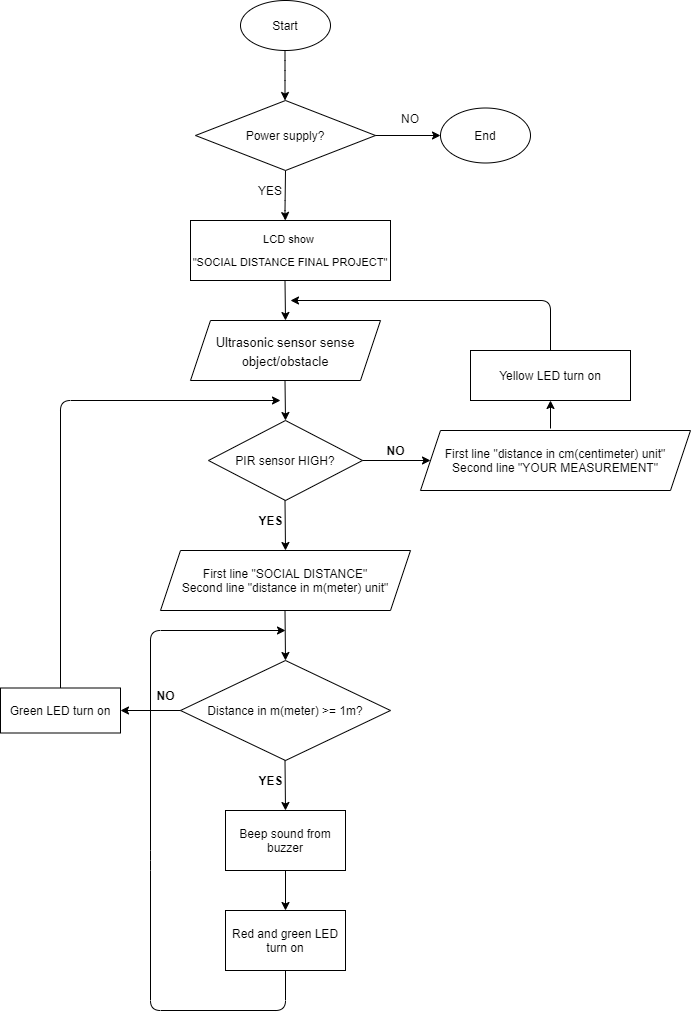 Start
Power supply?
NO
End
YES
LCD show
"SOCIAL DISTANCE FINAL PROJECT"
Ultrasonic sensor sense
object/obstacle
Yellow LED turn on
PIR sensor HIGH?
NO
First line "distance in cm(centimeter) unit"
Second line "YOUR MEASUREMENT"
YES
First line "SOCIAL DISTANCE"
Second line "distance in m(meter) unit"
Distance in m(meter) >= 1m?
NO
Green LED turn on
YES
Beep sound from
buzzer
Red and green LED
turn on